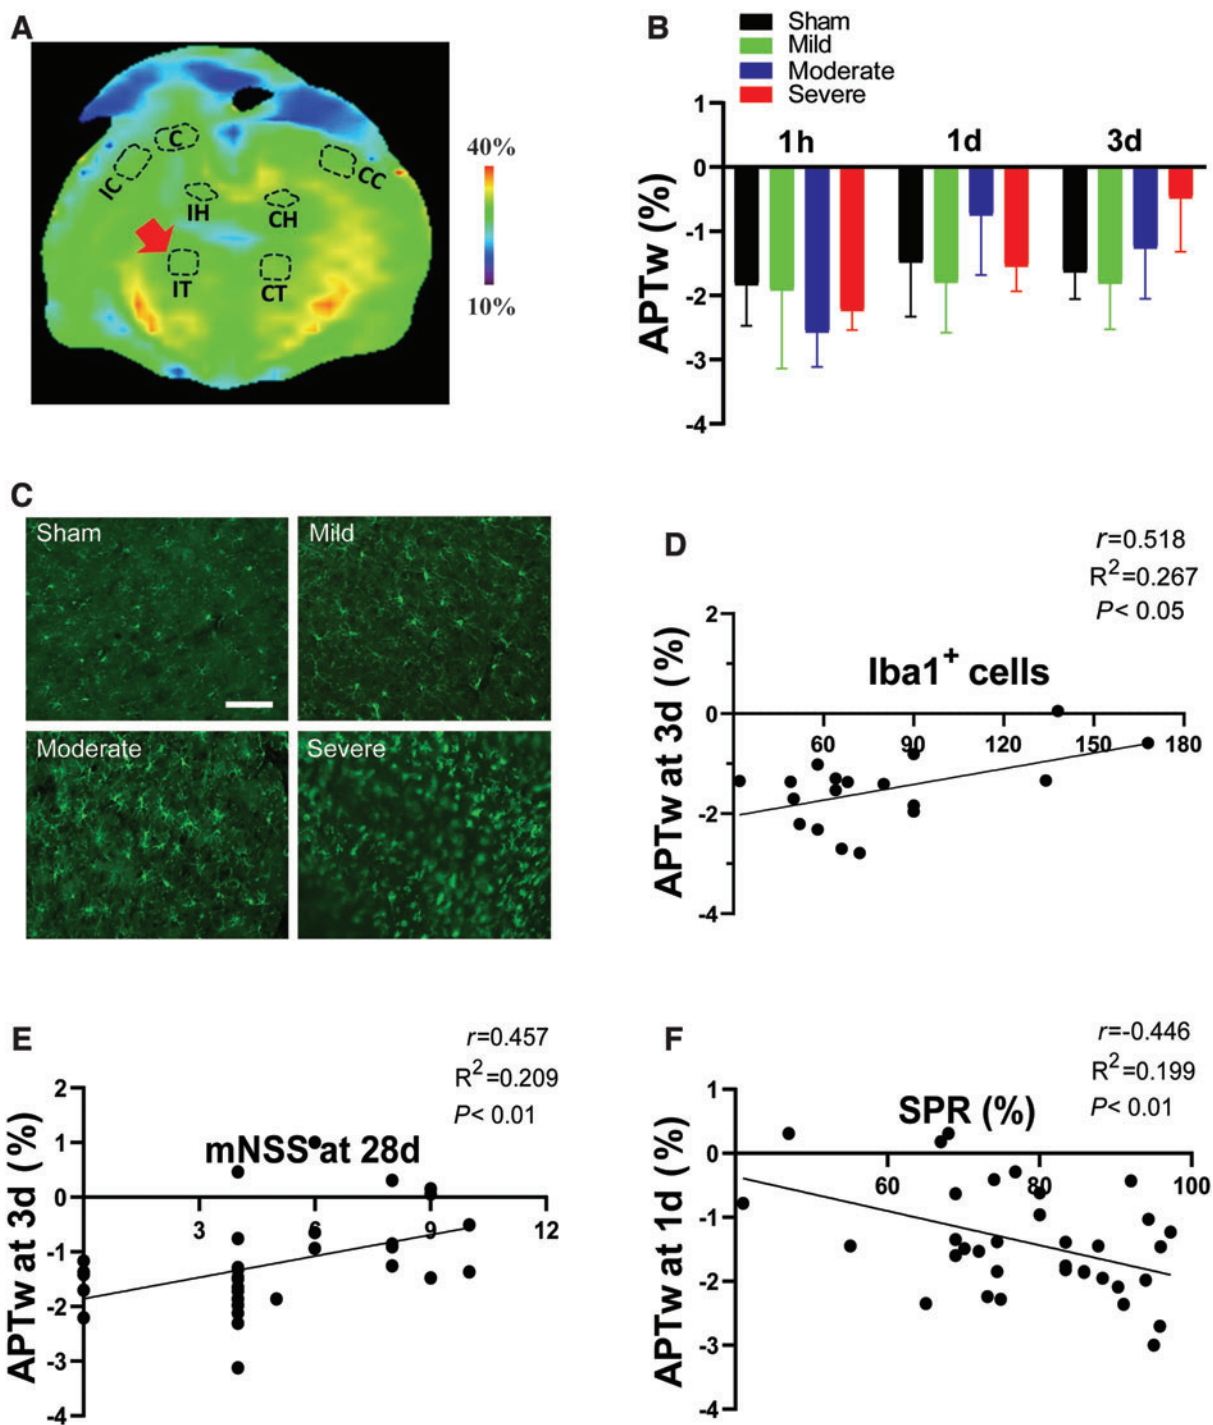 A
C
IC
CC
IH
CH
IT
CT
40%
10%
B
Sham
Mild
Moderate
Severe
1h
1d
3d
APTw (%)
1
0
-1
-2
-3
-4
C
Sham
Mild
Moderate
Severe
D
r=0.518
R²=0.267
P< 0.05
Iba1⁺ cells
APTw at 3d (%)
2
0
-2
-4
60
90
120
150
180
E
r=0.457
R²=0.209
P< 0.01
mNSS at 28d
APTw at 3d (%)
2
1
0
-1
-2
-3
-4
3
6
9
12
F
r=-0.446
R²=0.199
P< 0.01
SPR (%)
APTw at 1d (%)
1
0
-1
-2
-3
-4
60
80
100